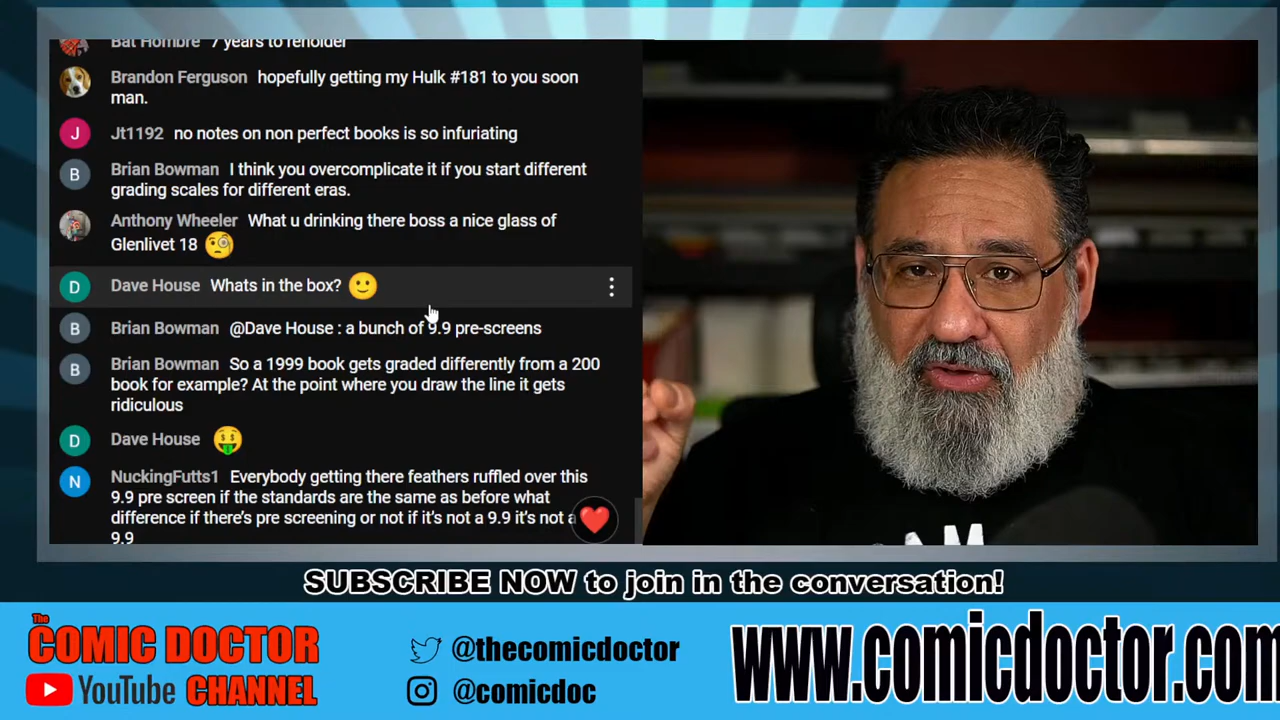 Bat Hombre 7 years to reholder
Brandon Ferguson hopefully getting my Hulk #181 to you soon
man.
J Jt1192 no notes on non perfect books is so infuriating
B Brian Bowman I think you overcomplicate it if you start different
grading scales for different eras.
Anthony Wheeler What u drinking there boss a nice glass of
Glenlivet 18 🧐
D Dave House Whats in the box? 🙂
B Brian Bowman @Dave House : a bunch of 9.9 pre-screens
B Brian Bowman So a 1999 book gets graded differently from a 200
book for example? At the point where you draw the line it gets
ridiculous
D Dave House 🤑
N NuckingFutts1 Everybody getting there feathers ruffled over this
9.9 pre screen if the standards are the same as before what
difference if there's pre screening or not if it's not a 9.9 it's not a
9.9
SUBSCRIBE NOW to join in the conversation!
The
COMIC DOCTOR
YouTube CHANNEL
@thecomicdoctor
@comicdoc
www.comicdoctor.com